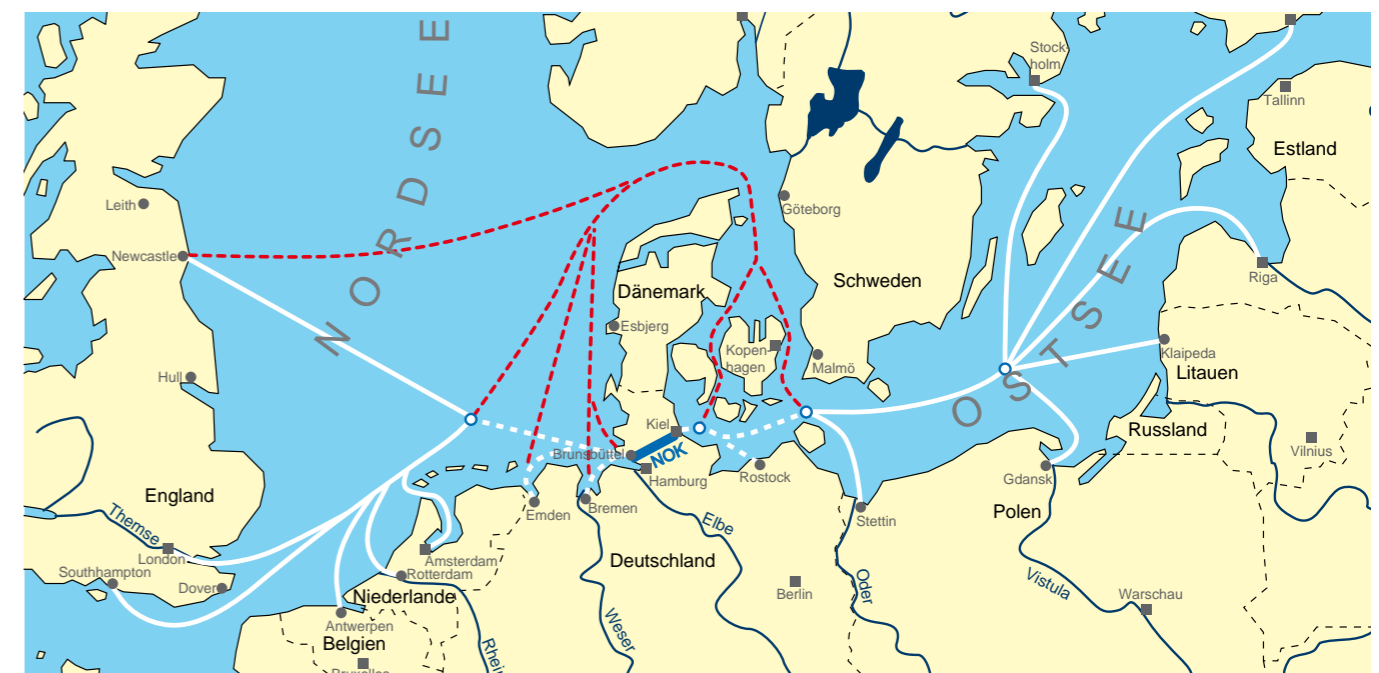 Stock-
holm
Tallinn
Estland
NORDSEE
Leith
Göteborg
Newcastle
Riga
Dänemark
Schweden
OSTSEE
Esbjerg
Kopen-
hagen
Malmö
Klaipeda
Hull
Litauen
Kiel
Russland
Vilnius
Brunsbüttel
NOK
Hamburg
Rostock
Gdansk
England
Themse
Emden
Bremen
Elbe
Stettin
Polen
London
Amsterdam
Deutschland
Southhampton
Dover
Rotterdam
Niederlande
Berlin
Oder
Vistula
Warschau
Antwerpen
Belgien
Weser
Rhein